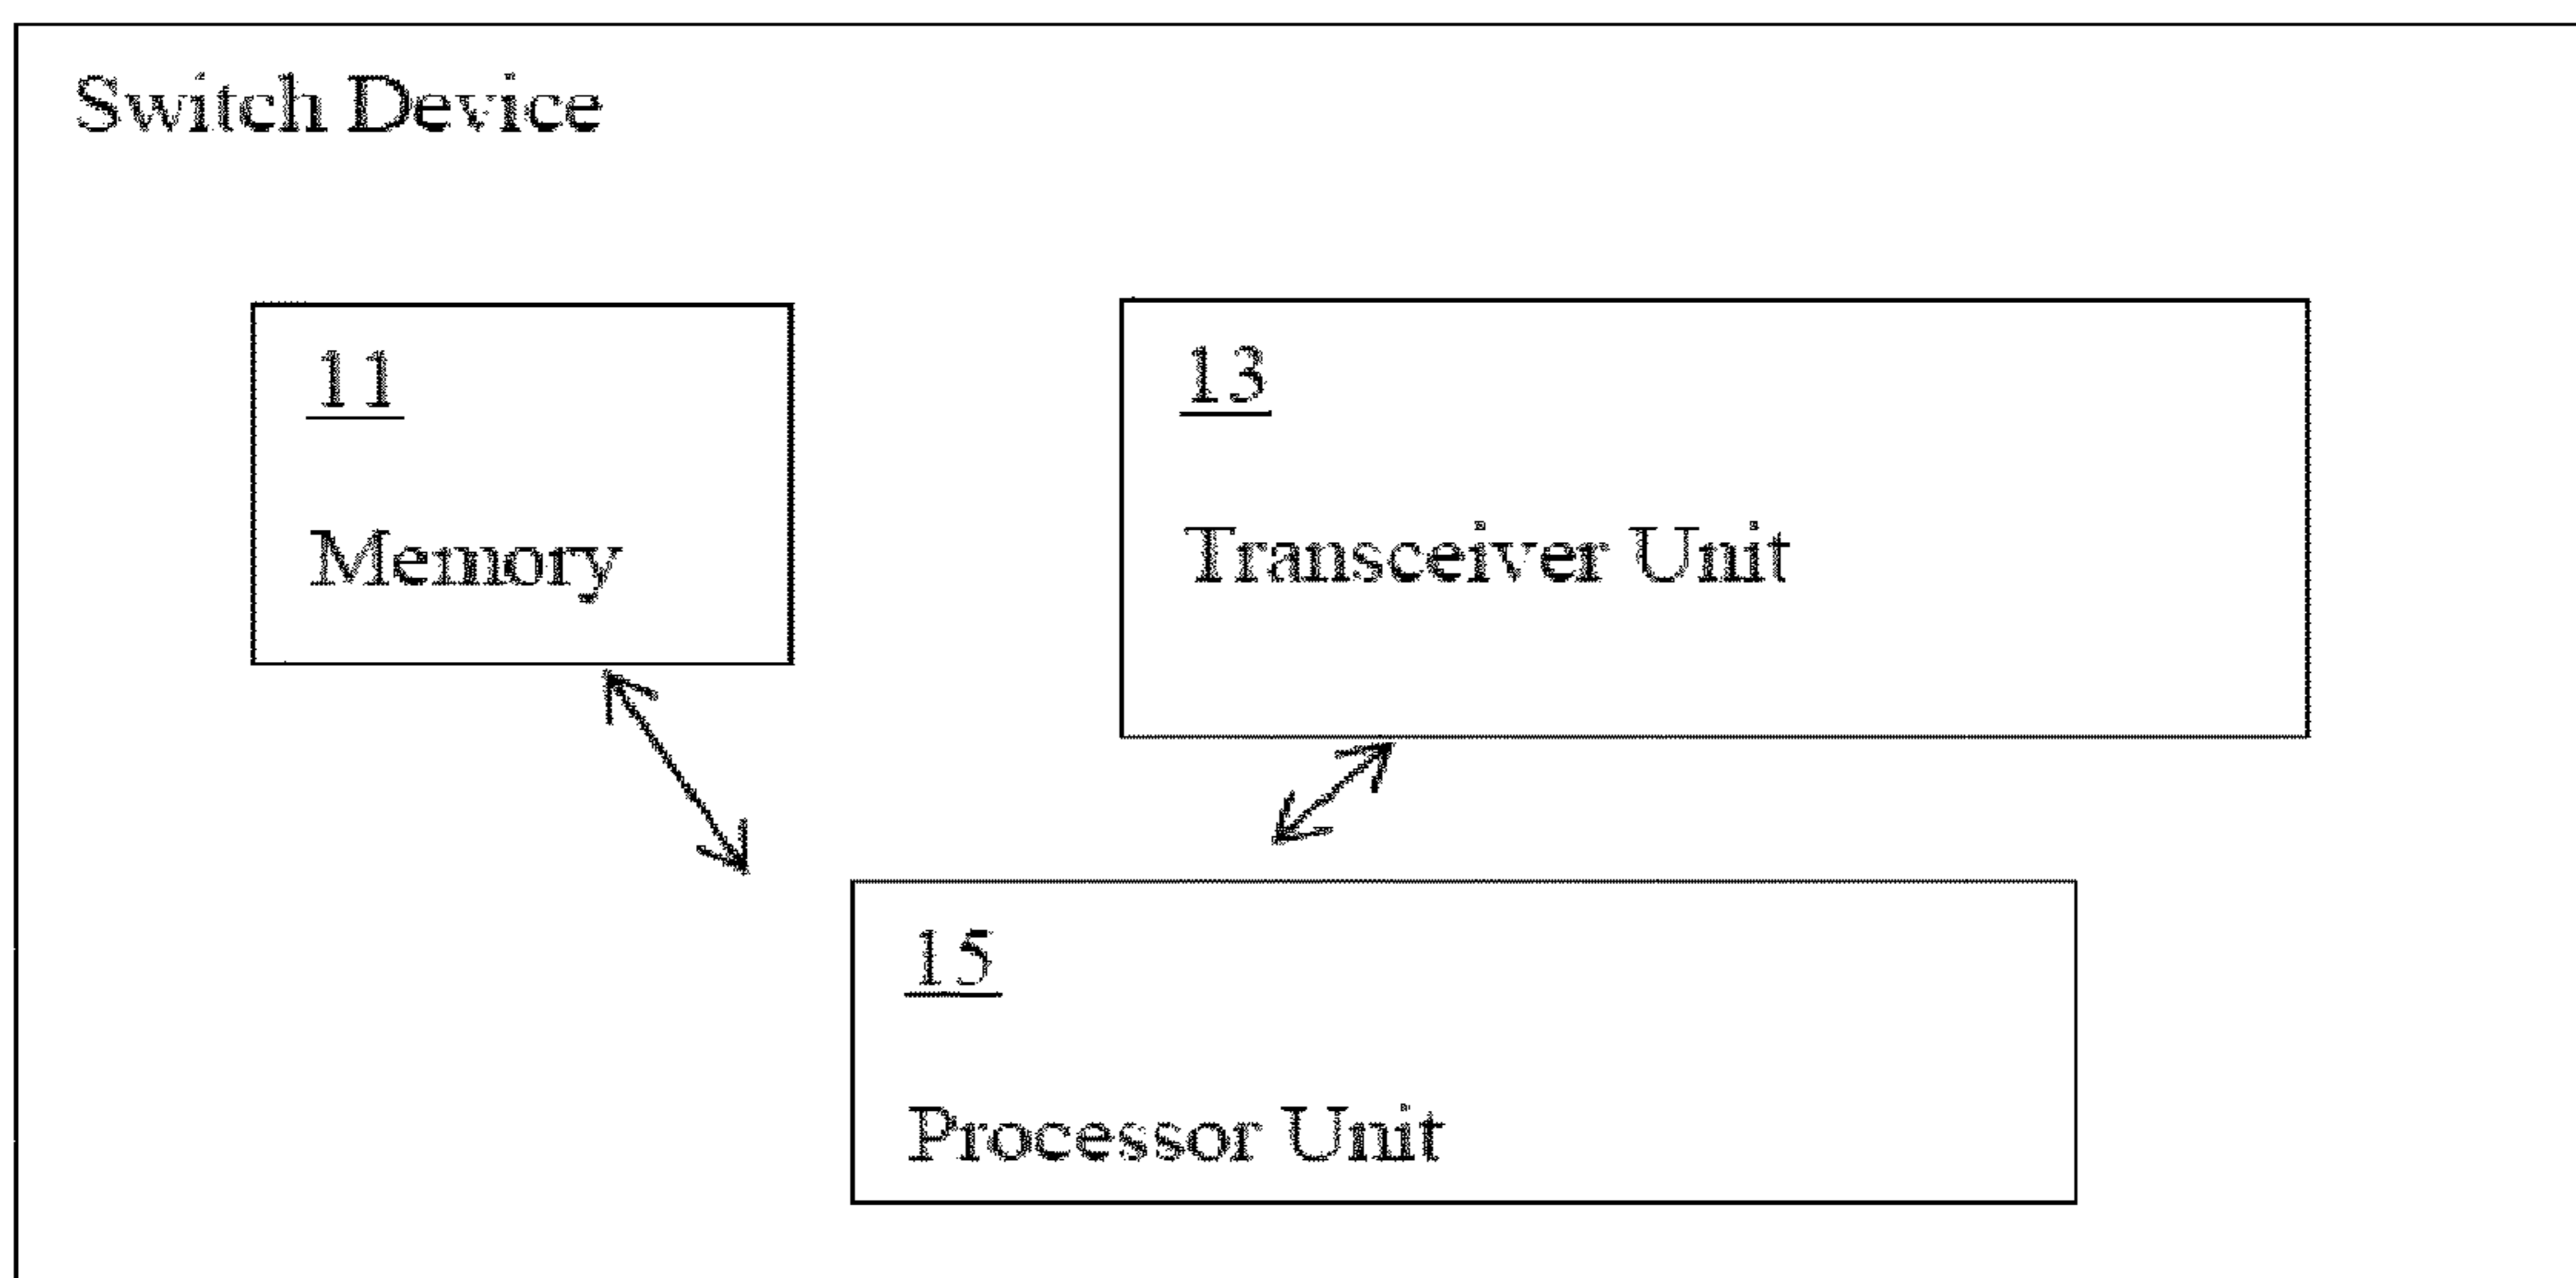 Switch Device
11
Memory
13
Transceiver Unit
15
Processor Unit